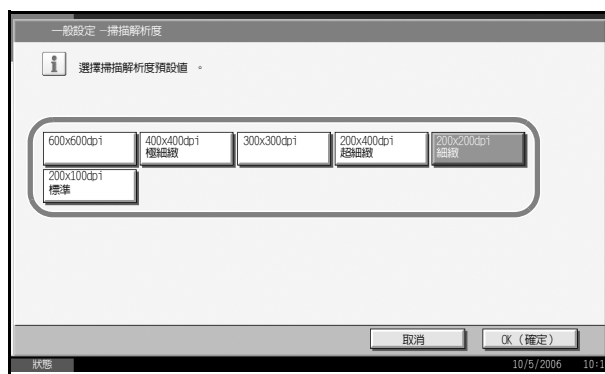 一般設定 －掃描解析度
選擇掃描解析度預設值 。
600x600dpi 400x400dpi 300x300dpi 200x400dpi 200x200dpi
極細緻 超細緻 細緻
200x100dpi
標準
取消 OK（確定）
狀態 10/5/2006 10:1